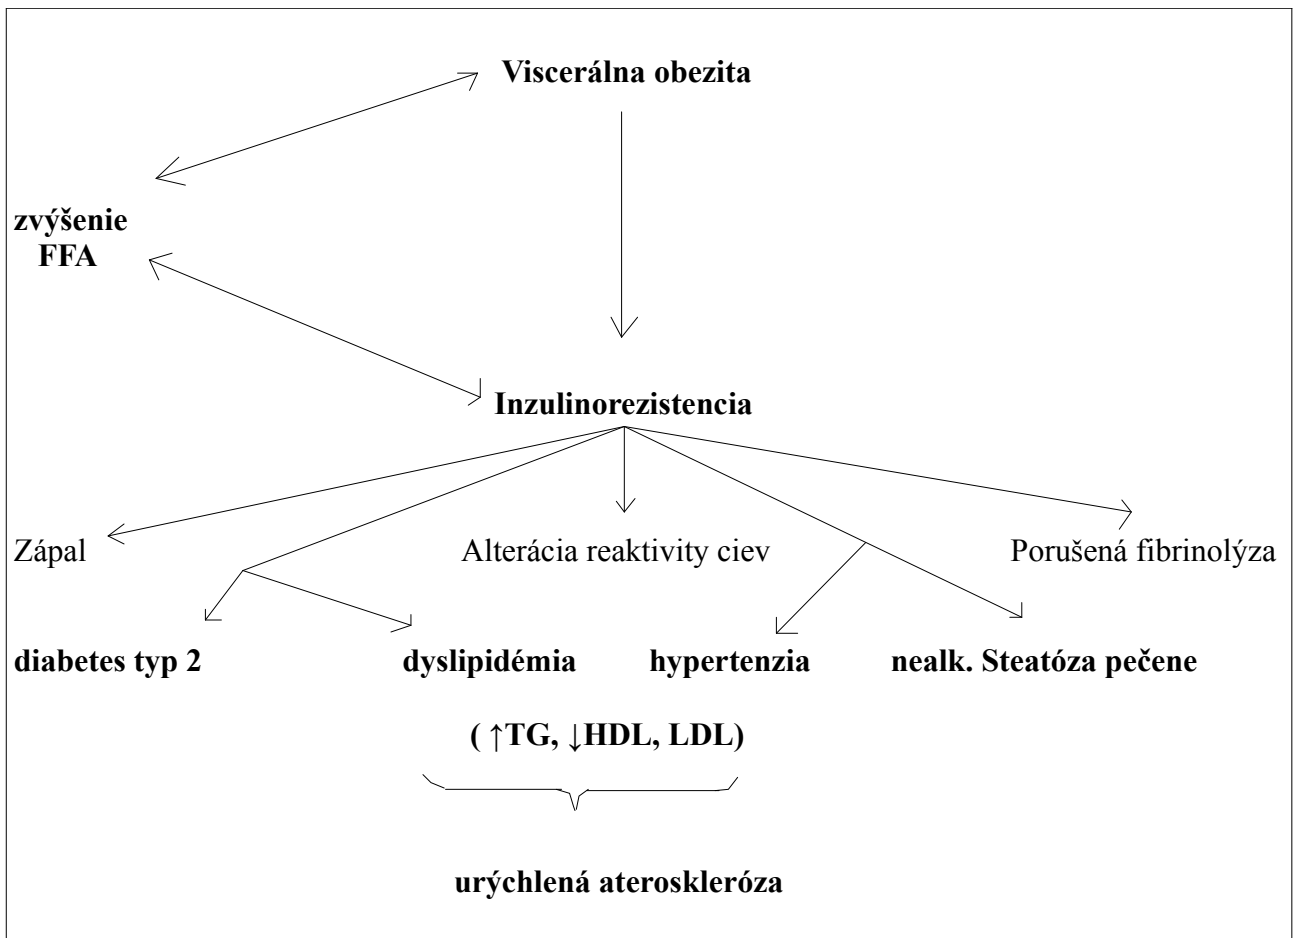 Viscerálna obezita
zvýšenie
FFA
Inzulinorezistencia
Zápal
Alterácia reaktivity ciev
Porušená fibrinolýza
diabetes typ 2
dyslipidémia
hypertenzia
nealk. Steatóza pečene
( ↑TG, ↓HDL, LDL)
urýchlená ateroskleróza